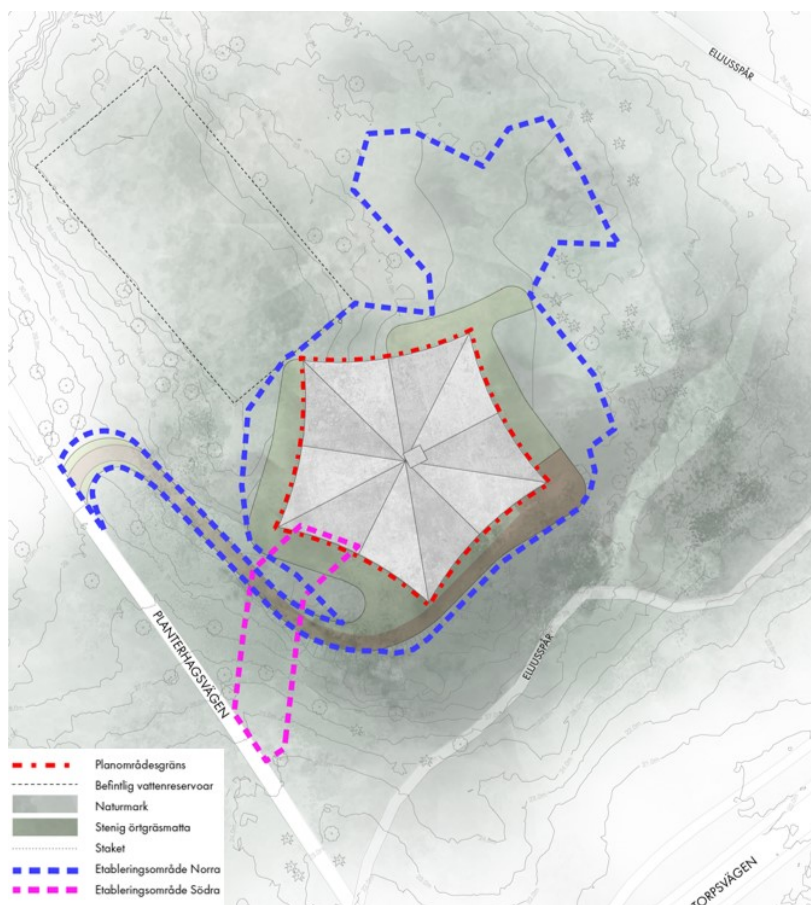 ELJUSSPÅR
PLANTERHAGSVÄGEN
ELJUSSPÅR
TORPSVÄGEN
Planområdesgräns
Befintlig vattenreservoar
Naturmark
Stenig örtgräsmatta
Staket
Etableringsområde Norra
Etableringsområde Södra